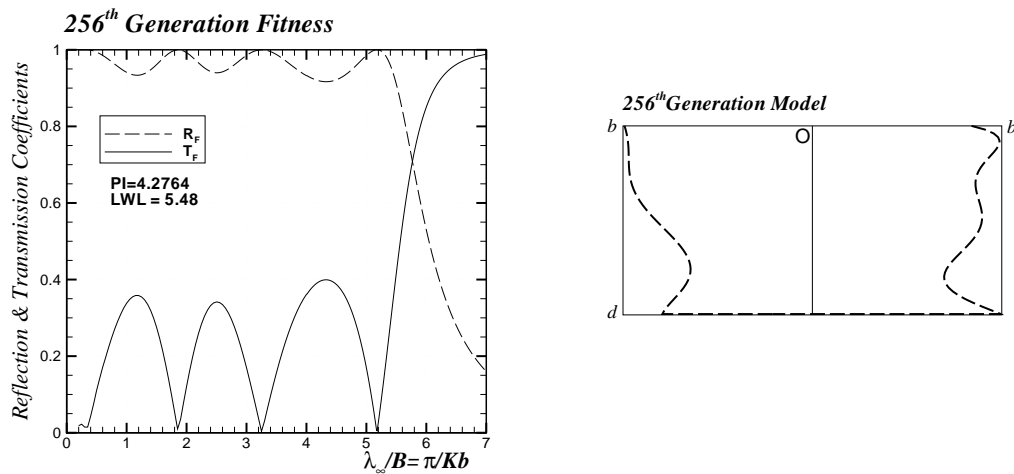 256th Generation Fitness
Reflection & Transmission Coefficients
1
0.8
0.6
0.4
0.2
0
R_F
T_F
PI=4.2764
LWL = 5.48
0 1 2 3 4 5 6 7
λ∞/B= π/Kb
256thGeneration Model
b O b
d